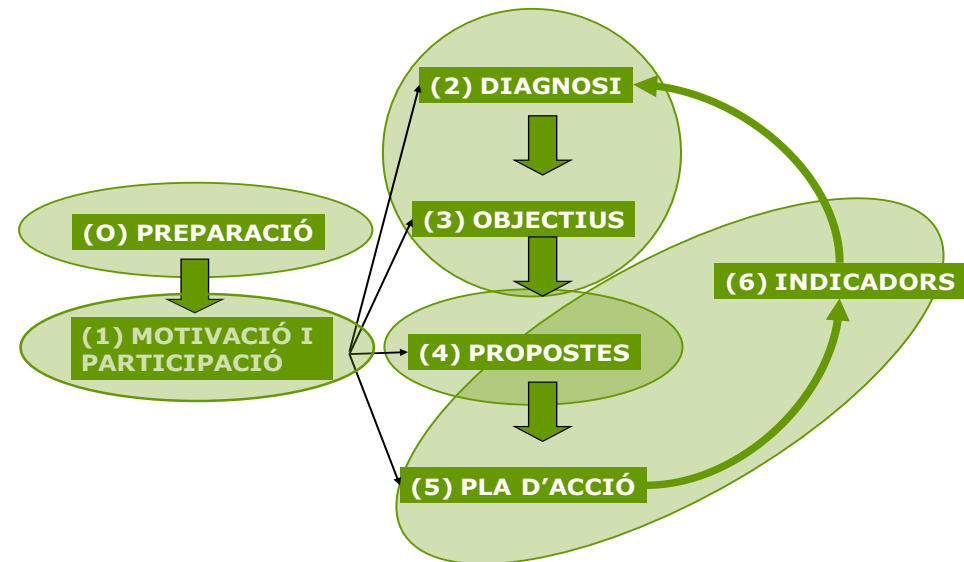 (O) PREPARACIÓ
(1) MOTIVACIÓ I
PARTICIPACIÓ
(2) DIAGNOSI
(3) OBJECTIUS
(4) PROPOSTES
(5) PLA D’ACCIÓ
(6) INDICADORS